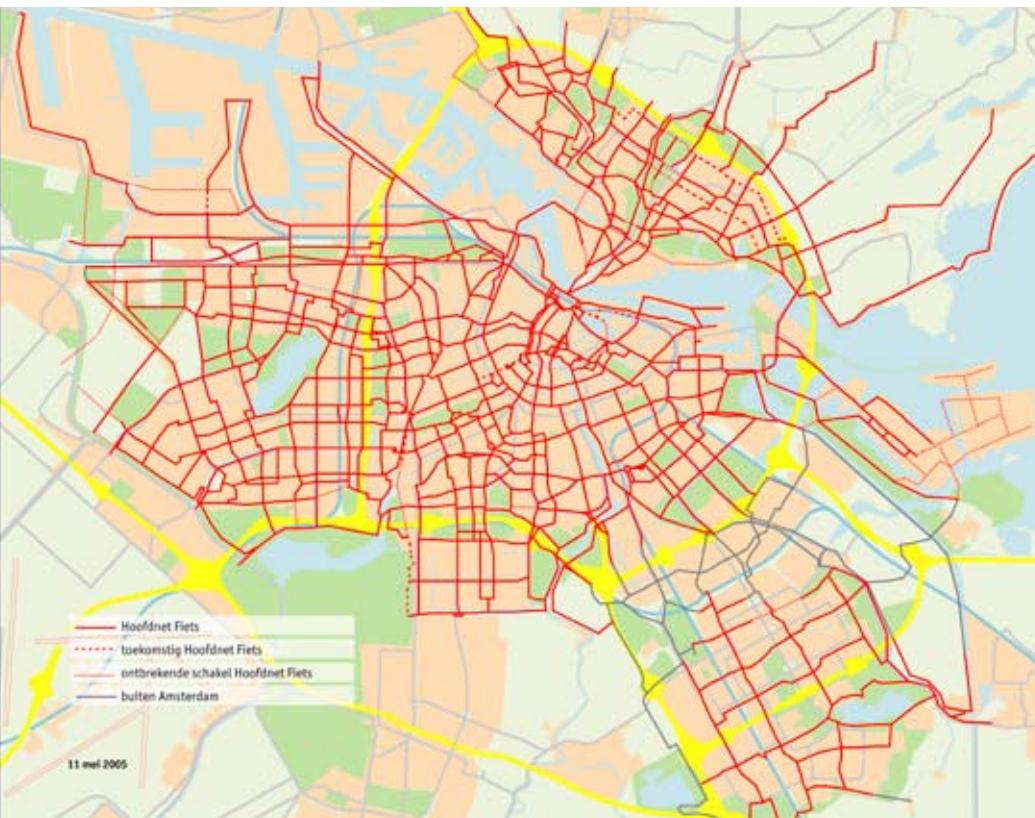 Hoofdnet Fiets
toekomstig Hoofdnet Fiets
ontbrekende schakel Hoofdnet Fiets
buiten Amsterdam
11 mei 2005